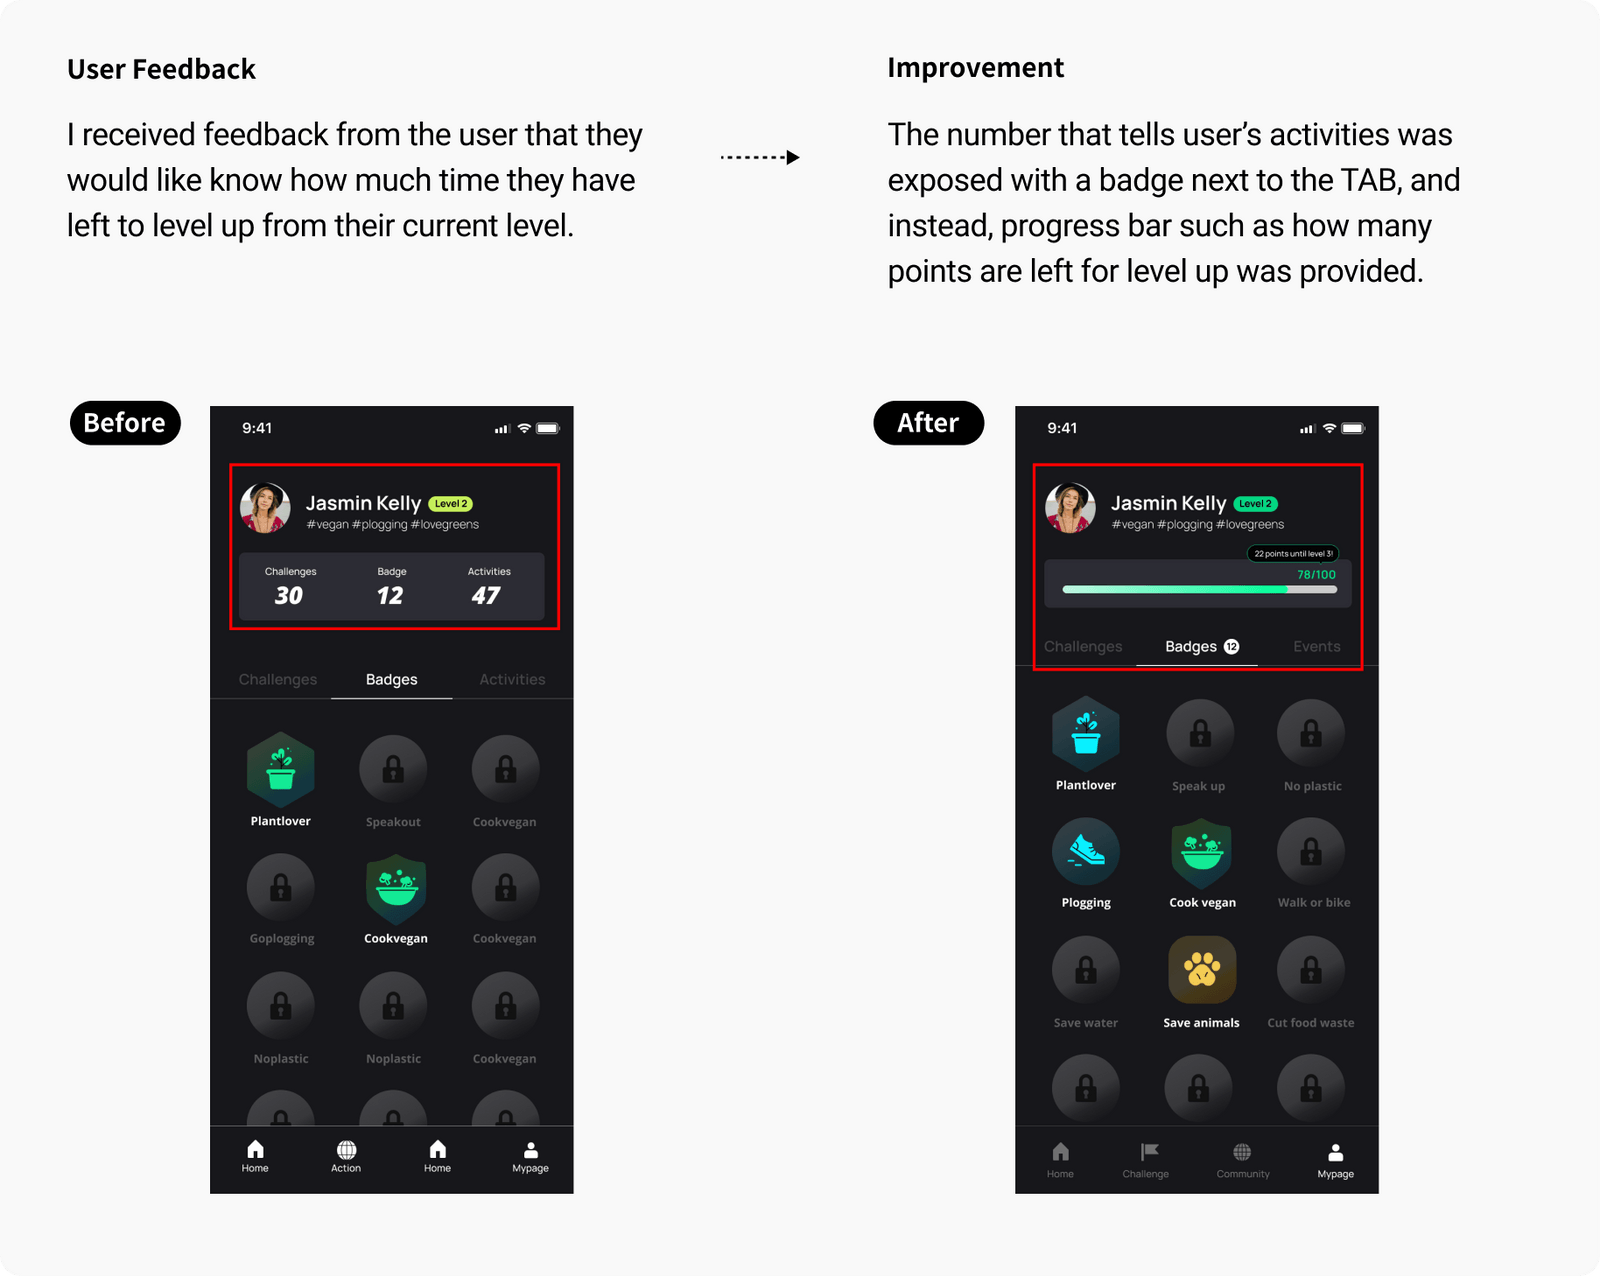 User Feedback
I received feedback from the user that they
would like know how much time they have
left to level up from their current level.
Improvement
The number that tells user's activities was
exposed with a badge next to the TAB, and
instead, progress bar such as how many
points are left for level up was provided.
Before
9:41
Jasmin Kelly Level 2
#vegan #plogging #lovegreens
Challenges Badge Activities
30 12 47
Challenges Badges Activities
Plantlover Speakout Cookvegan
Goplogging Cookvegan Cookvegan
Noplastic Noplastic Cookvegan
Home Action Home Mypage
After
9:41
Jasmin Kelly Level 2
#vegan #plogging #lovegreens
22 points until level 3!
78/100
Challenges Badges 12 Events
Plantlover Speak up No plastic
Plogging Cook vegan Walk or bike
Save water Save animals Cut food waste
Home Challenge Community Mypage